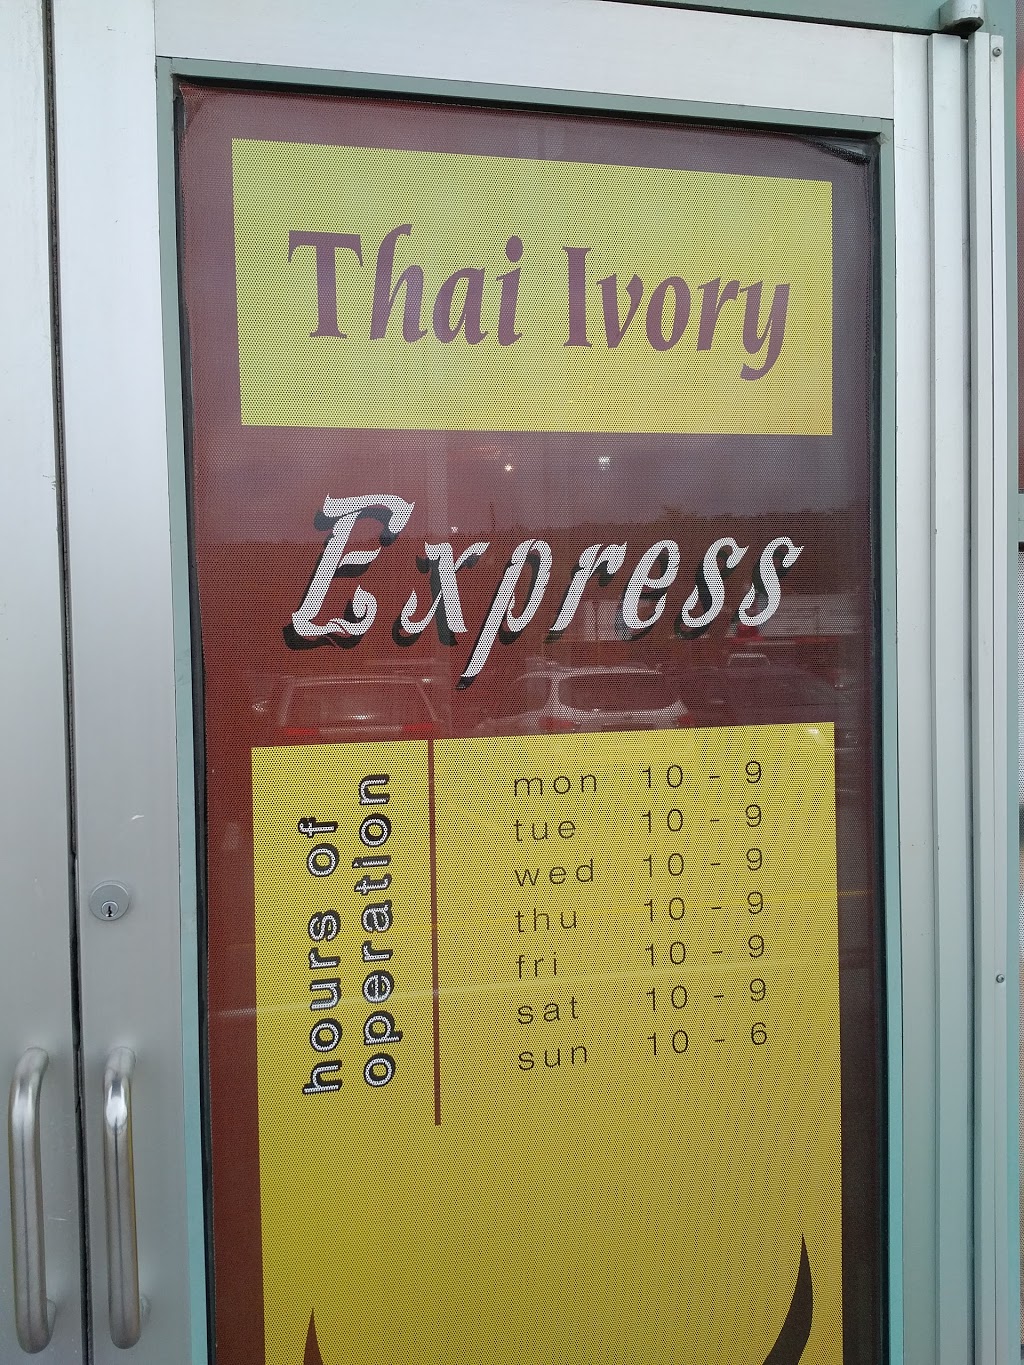 Thai Ivory
Express
hours of
operation
mon 10 - 9
tue 10 - 9
wed 10 - 9
thu 10 - 9
fri 10 - 9
sat 10 - 9
sun 10 - 6